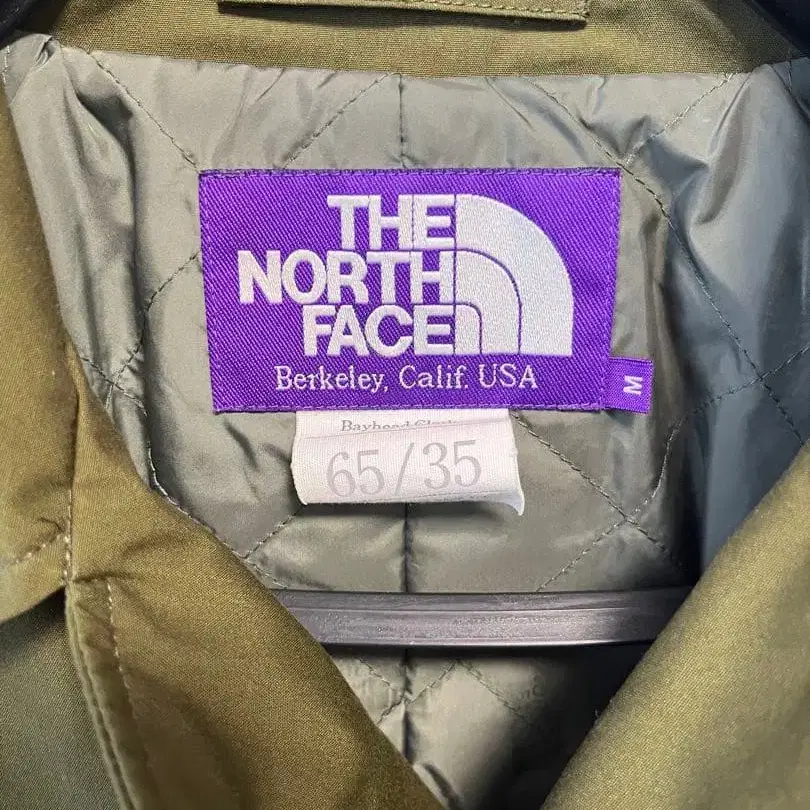 THE
NORTH
FACE
Berkeley, Calif. USA
M
65/35